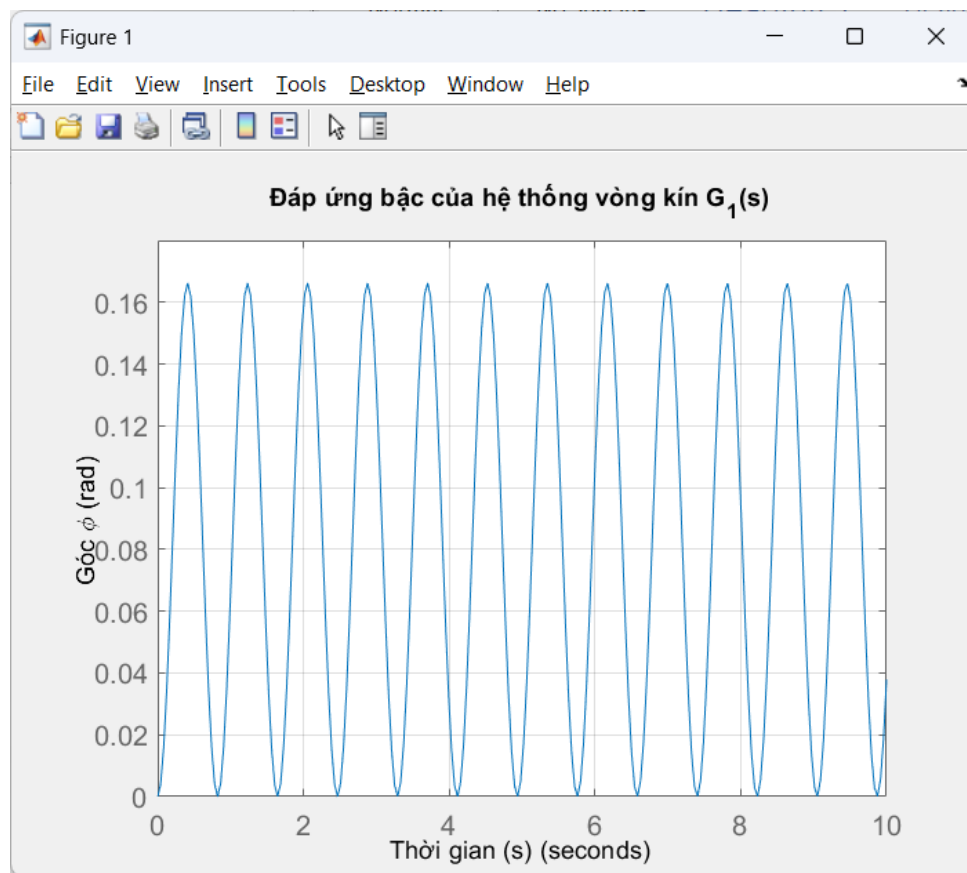 Figure 1
File Edit View Insert Tools Desktop Window Help
Đáp ứng bậc của hệ thống vòng kín G1(s)
0.16
0.14
0.12
0.1
0.08
0.06
0.04
0.02
0
Góc ϕ (rad)
0 2 4 6 8 10
Thời gian (s) (seconds)